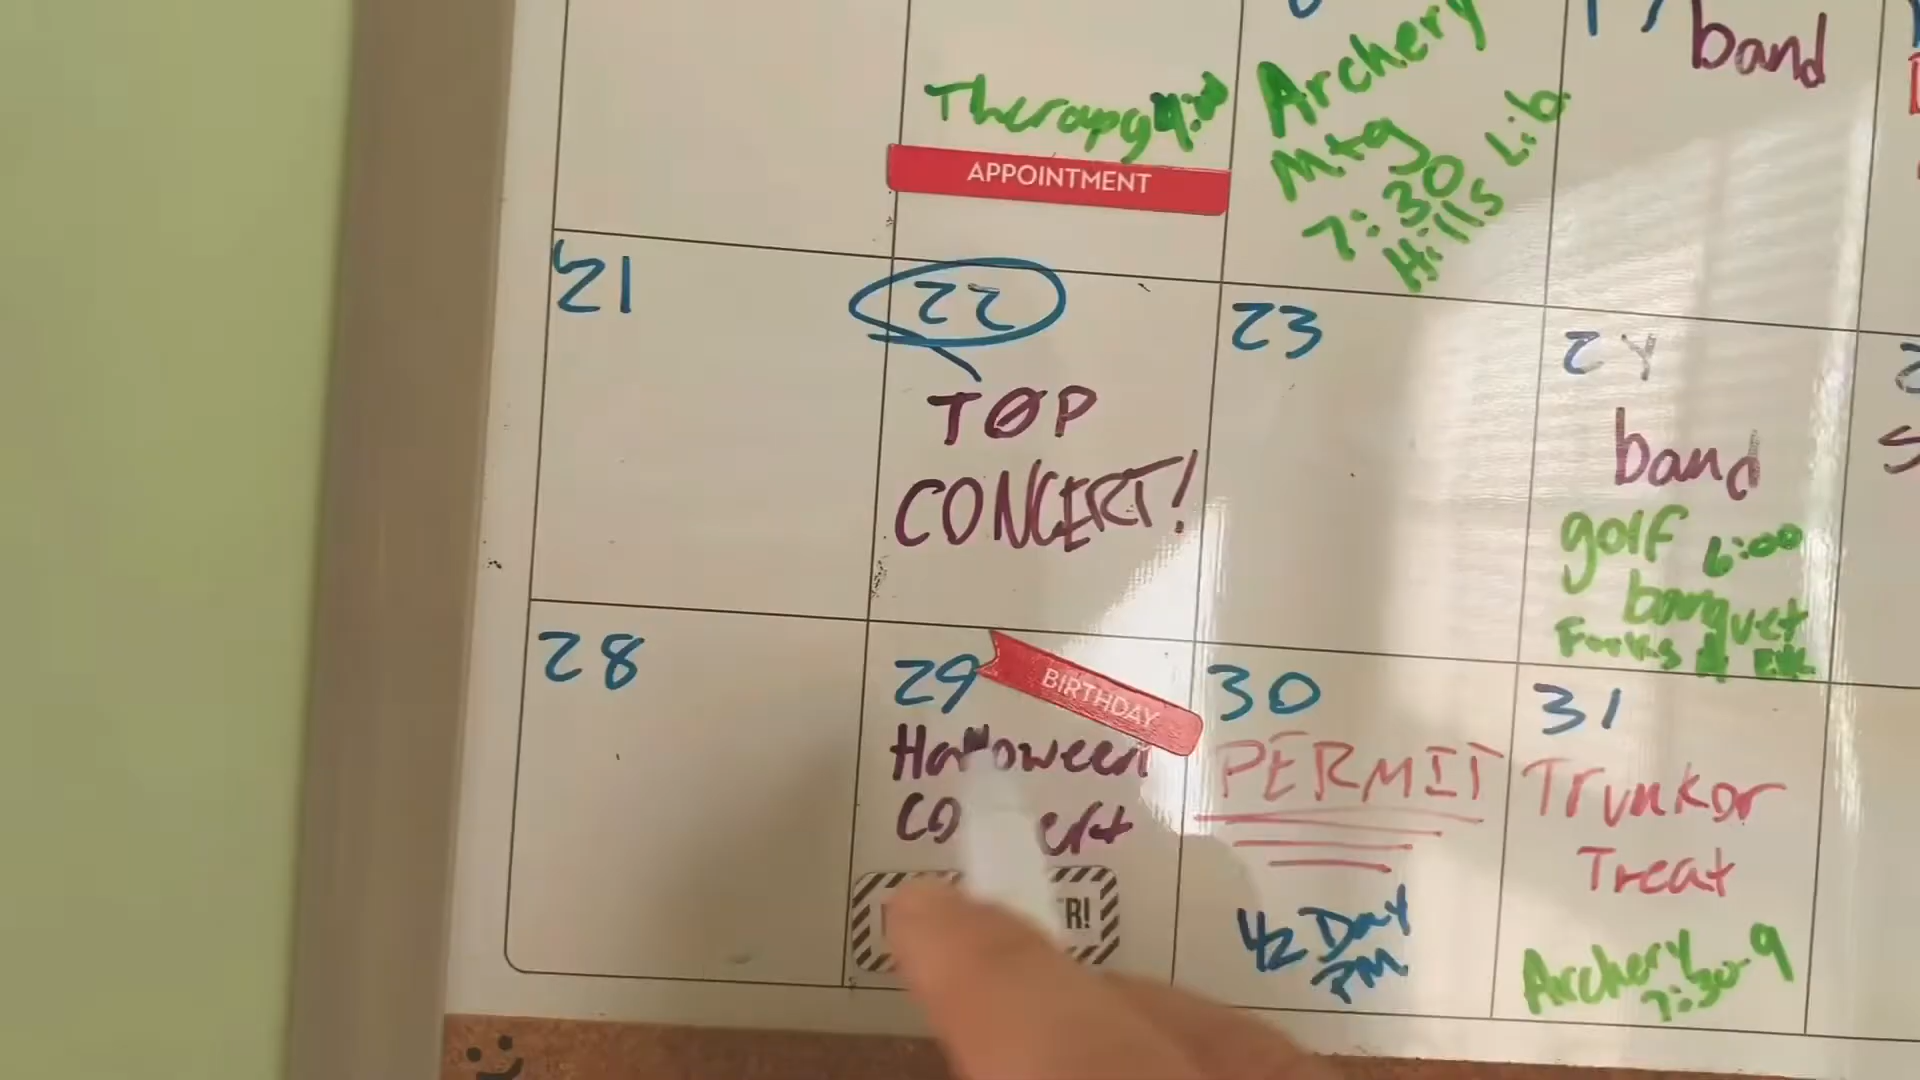 band
Therapy 4:00
APPOINTMENT
Archery
Mtg
7:30
Hills Lib
21
22
TOP
CONCERT!
23
24
band
golf 6:00
banquet
28
29
BIRTHDAY
Halloween
R!
30
PERMIT
1/2 Day
PM
31
Trunk or
Treat
Archery
7:30-9